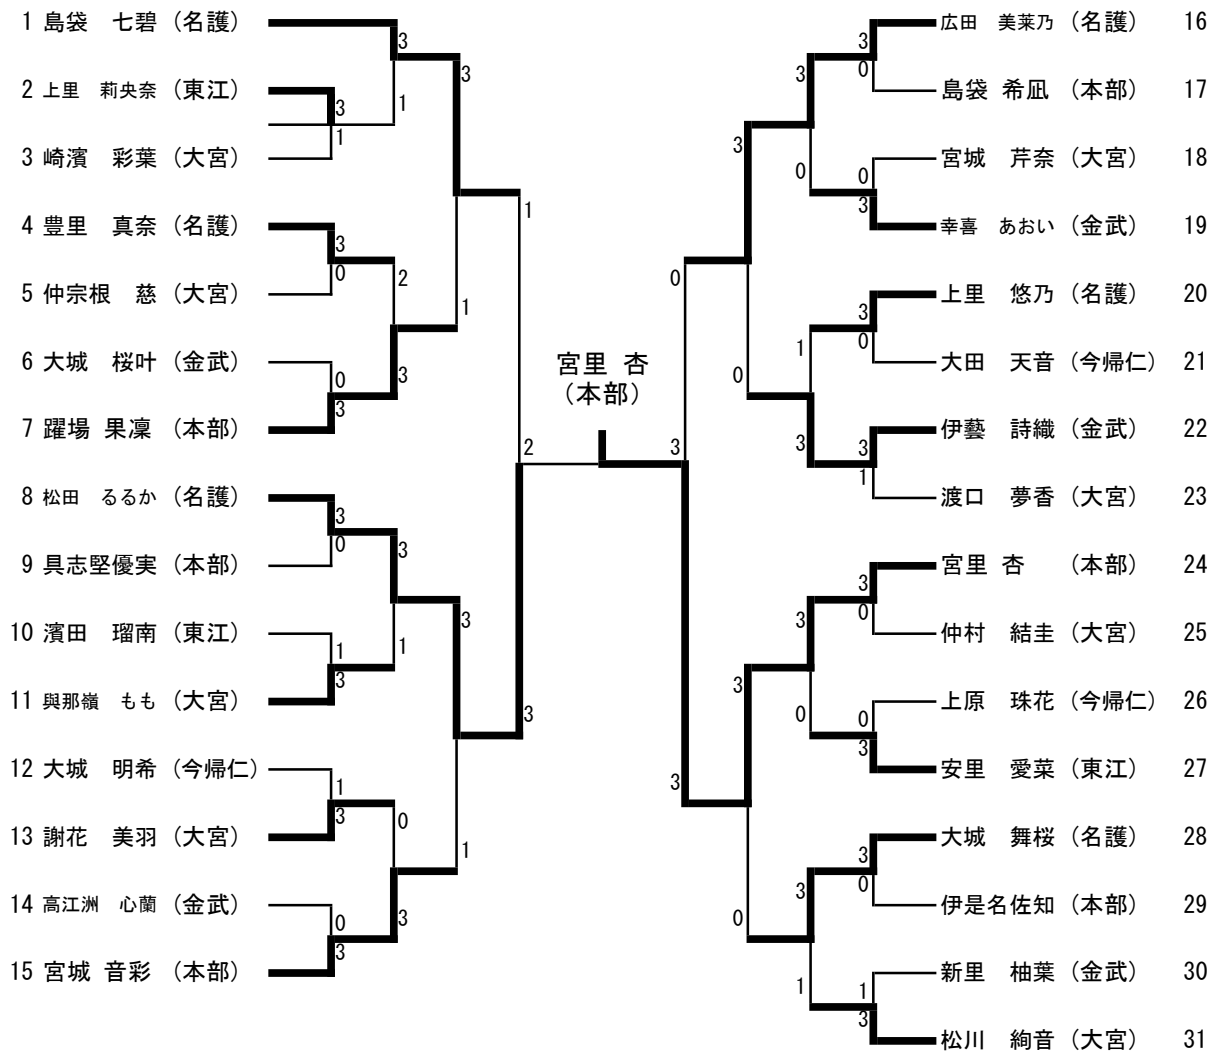 1 島袋　七碧（名護）
3
3
2 上里　莉央奈（東江）
3
1
1
3 崎濱　彩葉（大宮）
1
4 豊里　真奈（名護）
3
0
2
1
5 仲宗根　慈（大宮）
6 大城　桜叶（金武）
0
3
3
7 躍場 果凜（本部）
2
8 松田 るるか（名護）
3
0
3
9 具志堅優実（本部）
3
10 濱田　瑠南（東江）
1
3
1
11 與那嶺　もも（大宮）
3
12 大城　明希（今帰仁）
1
3
0
1
13 謝花　美羽（大宮）
14 高江洲　心蘭（金武）
0
3
3
15 宮城 音彩（本部）
宮里 杏
（本部）
広田　美菜乃（名護） 16
3
0
3
島袋 希凪（本部） 17
3
宮城　芹奈（大宮） 18
0
0
3
幸喜　あおい（金武） 19
0
上里　悠乃（名護） 20
3
0
1
0
大田　天音（今帰仁） 21
伊藝　詩織（金武） 22
3
3
1
3
渡口　夢香（大宮） 23
宮里 杏　（本部） 24
3
0
3
仲村　結圭（大宮） 25
3
上原　珠花（今帰仁） 26
0
0
3
安里　愛菜（東江） 27
3
大城　舞桜（名護） 28
3
0
3
0
伊是名佐知（本部） 29
新里　柚葉（金武） 30
1
1
3
松川　絢音（大宮） 31